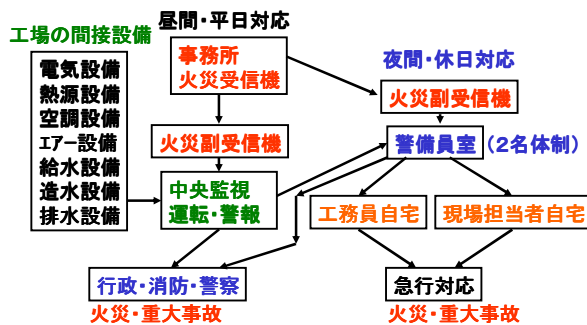 工場の間接設備
電気設備
熱源設備
空調設備
エアー設備
給水設備
造水設備
排水設備
昼間・平日対応
事務所
火災受信機
火災副受信機
中央監視
運転・警報
夜間・休日対応
火災副受信機
警備員室(2名体制)
工務員自宅
現場担当者自宅
行政・消防・警察
火災・重大事故
急行対応
火災・重大事故